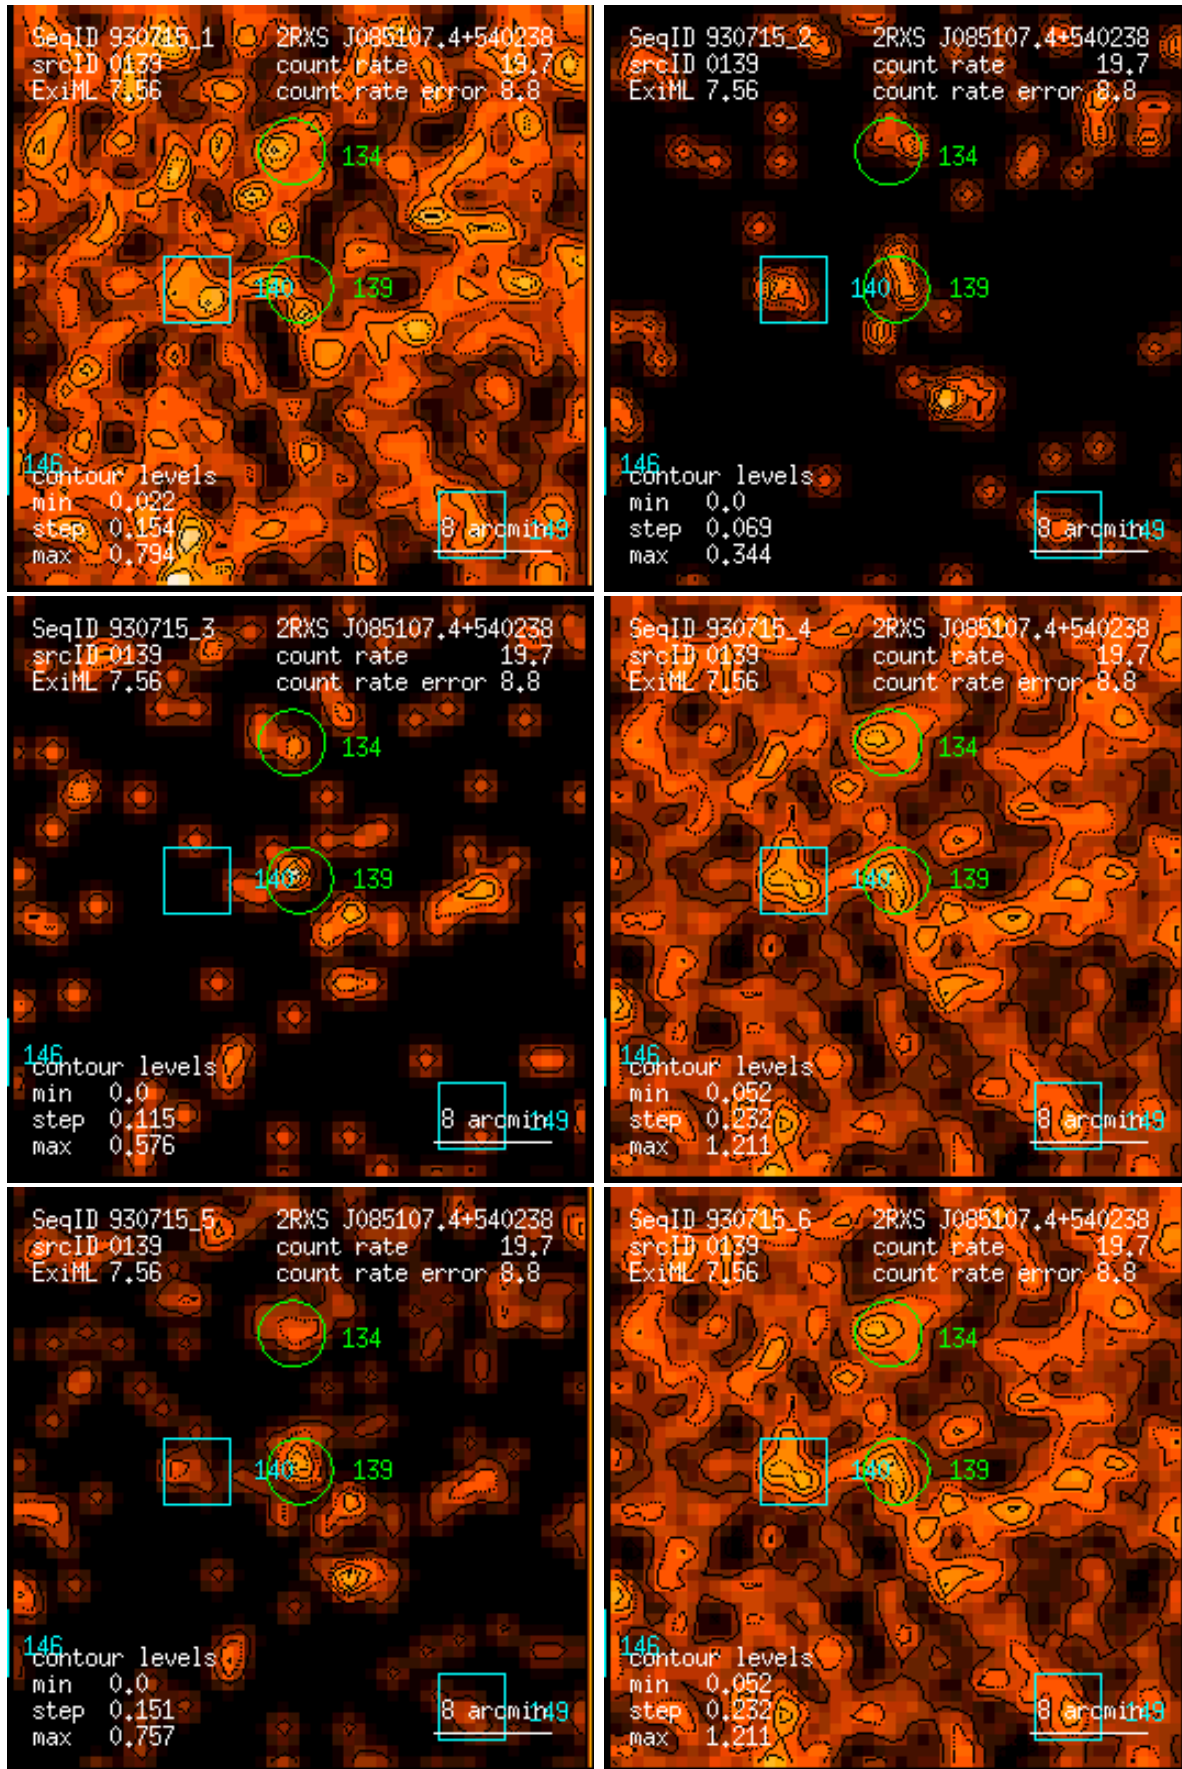 SeqID 930715_1 2RXS J085107.4+540238
srcID 0139 count rate 19.7
ExiML 7.56 count rate error 8.8
134
140 139
146
contour levels
min 0.022
step 0.154 8 arcmin 149
max 0.794
SeqID 930715_2 2RXS J085107.4+540238
srcID 0139 count rate 19.7
ExiML 7.56 count rate error 8.8
134
140 139
146
contour levels
min 0.0
step 0.069 8 arcmin 149
max 0.344
SeqID 930715_3 2RXS J085107.4+540238
srcID 0139 count rate 19.7
ExiML 7.56 count rate error 8.8
134
140 139
146
contour levels
min 0.0
step 0.115 8 arcmin 149
max 0.576
SeqID 930715_4 2RXS J085107.4+540238
srcID 0139 count rate 19.7
ExiML 7.56 count rate error 8.8
134
140 139
146
contour levels
min 0.052
step 0.232 8 arcmin 149
max 1.211
SeqID 930715_5 2RXS J085107.4+540238
srcID 0139 count rate 19.7
ExiML 7.56 count rate error 8.8
134
140 139
146
contour levels
min 0.0
step 0.151 8 arcmin 149
max 0.757
SeqID 930715_6 2RXS J085107.4+540238
srcID 0139 count rate 19.7
ExiML 7.56 count rate error 8.8
134
140 139
146
contour levels
min 0.052
step 0.232 8 arcmin 149
max 1.211